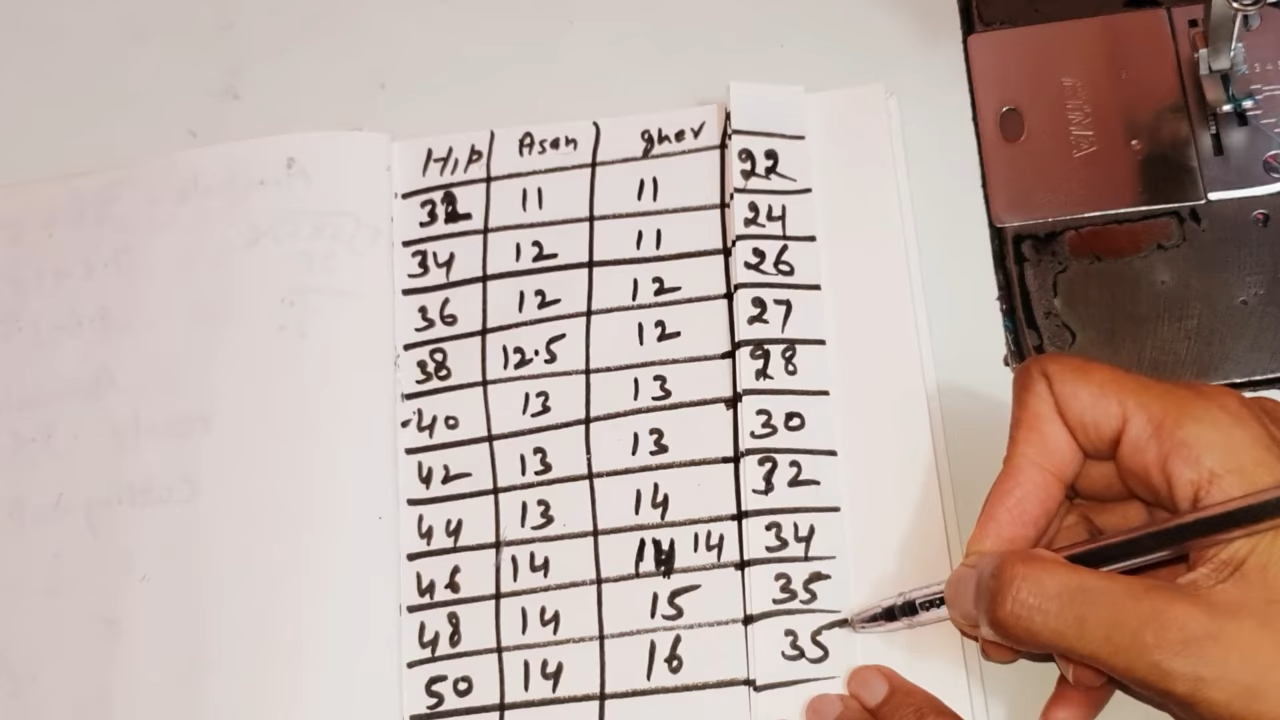 Hip Asan gher
32 11 11 22
34 12 11 24
36 12 12 26
38 12.5 12 27
40 13 13 28
42 13 13 30
44 13 14 32
46 14 14 14 34
48 14 15 35
50 14 16 35